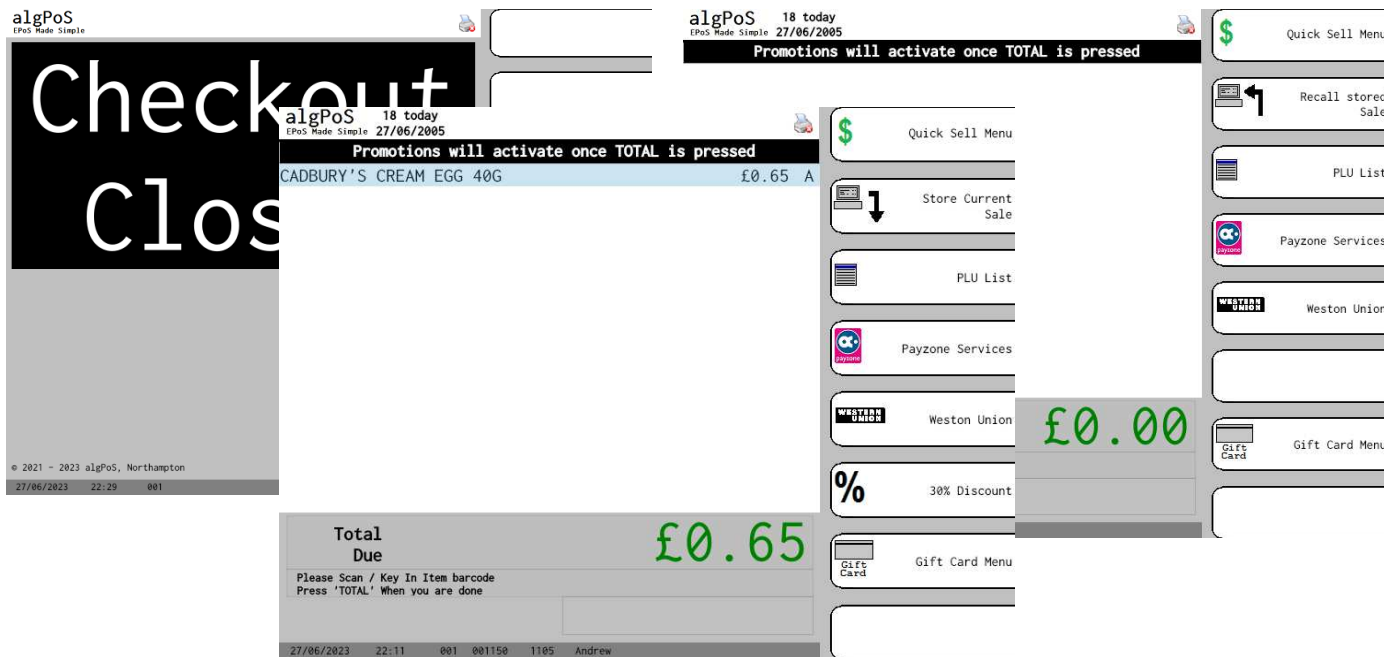 algPoS
EPoS Made Simple
Checkout
Clos
© 2021 - 2023 algPoS, Northampton
27/06/2023 22:29 001
algPoS 18 today
EPoS Made Simple 27/06/2005
Promotions will activate once TOTAL is pressed
CADBURY'S CREAM EGG 40G £0.65 A
Total
Due
£0.65
Please Scan / Key In Item barcode
Press 'TOTAL' When you are done
27/06/2023 22:11 001 001150 1105 Andrew
$ Quick Sell Menu
Store Current
Sale
PLU List
payzone
Payzone Services
WESTERN
UNION
Weston Union
% 30% Discount
Gift
Card
Gift Card Menu
algPoS 18 today
EPoS Made Simple 27/06/2005
Promotions will activate once TOTAL is pressed
£0.00
$ Quick Sell Menu
Recall stored
Sale
PLU List
payzone
Payzone Services
WESTERN
UNION
Weston Union
Gift
Card
Gift Card Menu